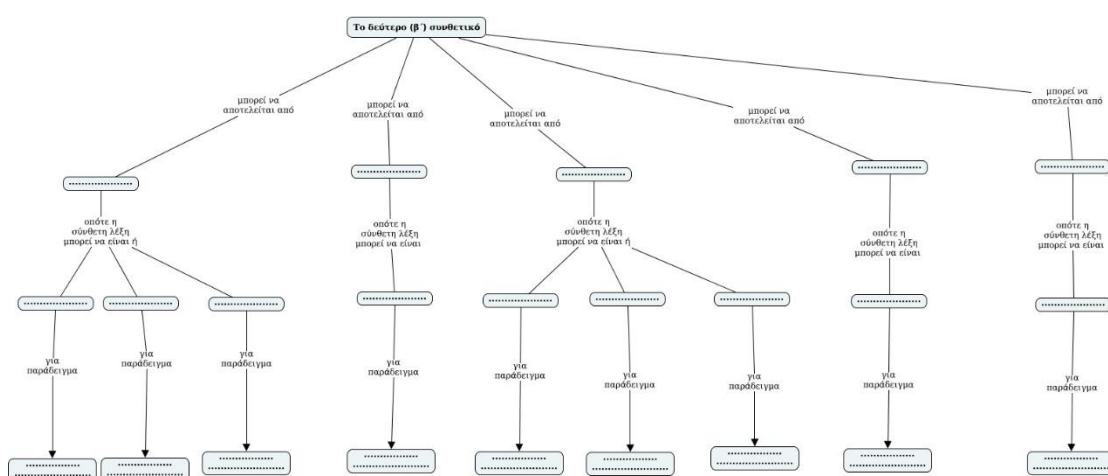 Το δεύτερο (β΄) συνθετικό
μπορεί να
αποτελείται από
μπορεί να
αποτελείται από
μπορεί να
αποτελείται από
μπορεί να
αποτελείται από
μπορεί να
αποτελείται από
....................
....................
....................
....................
....................
οπότε η
σύνθετη λέξη
μπορεί να είναι ή
οπότε η
σύνθετη λέξη
μπορεί να είναι
οπότε η
σύνθετη λέξη
μπορεί να είναι ή
οπότε η
σύνθετη λέξη
μπορεί να είναι
οπότε η
σύνθετη λέξη
μπορεί να είναι
....................
....................
....................
....................
....................
....................
....................
....................
....................
για
παράδειγμα
για
παράδειγμα
για
παράδειγμα
για
παράδειγμα
για
παράδειγμα
για
παράδειγμα
για
παράδειγμα
για
παράδειγμα
για
παράδειγμα
................
......................
................
......................
................
......................
................
......................
................
......................
................
......................
................
......................
................
......................
................
......................